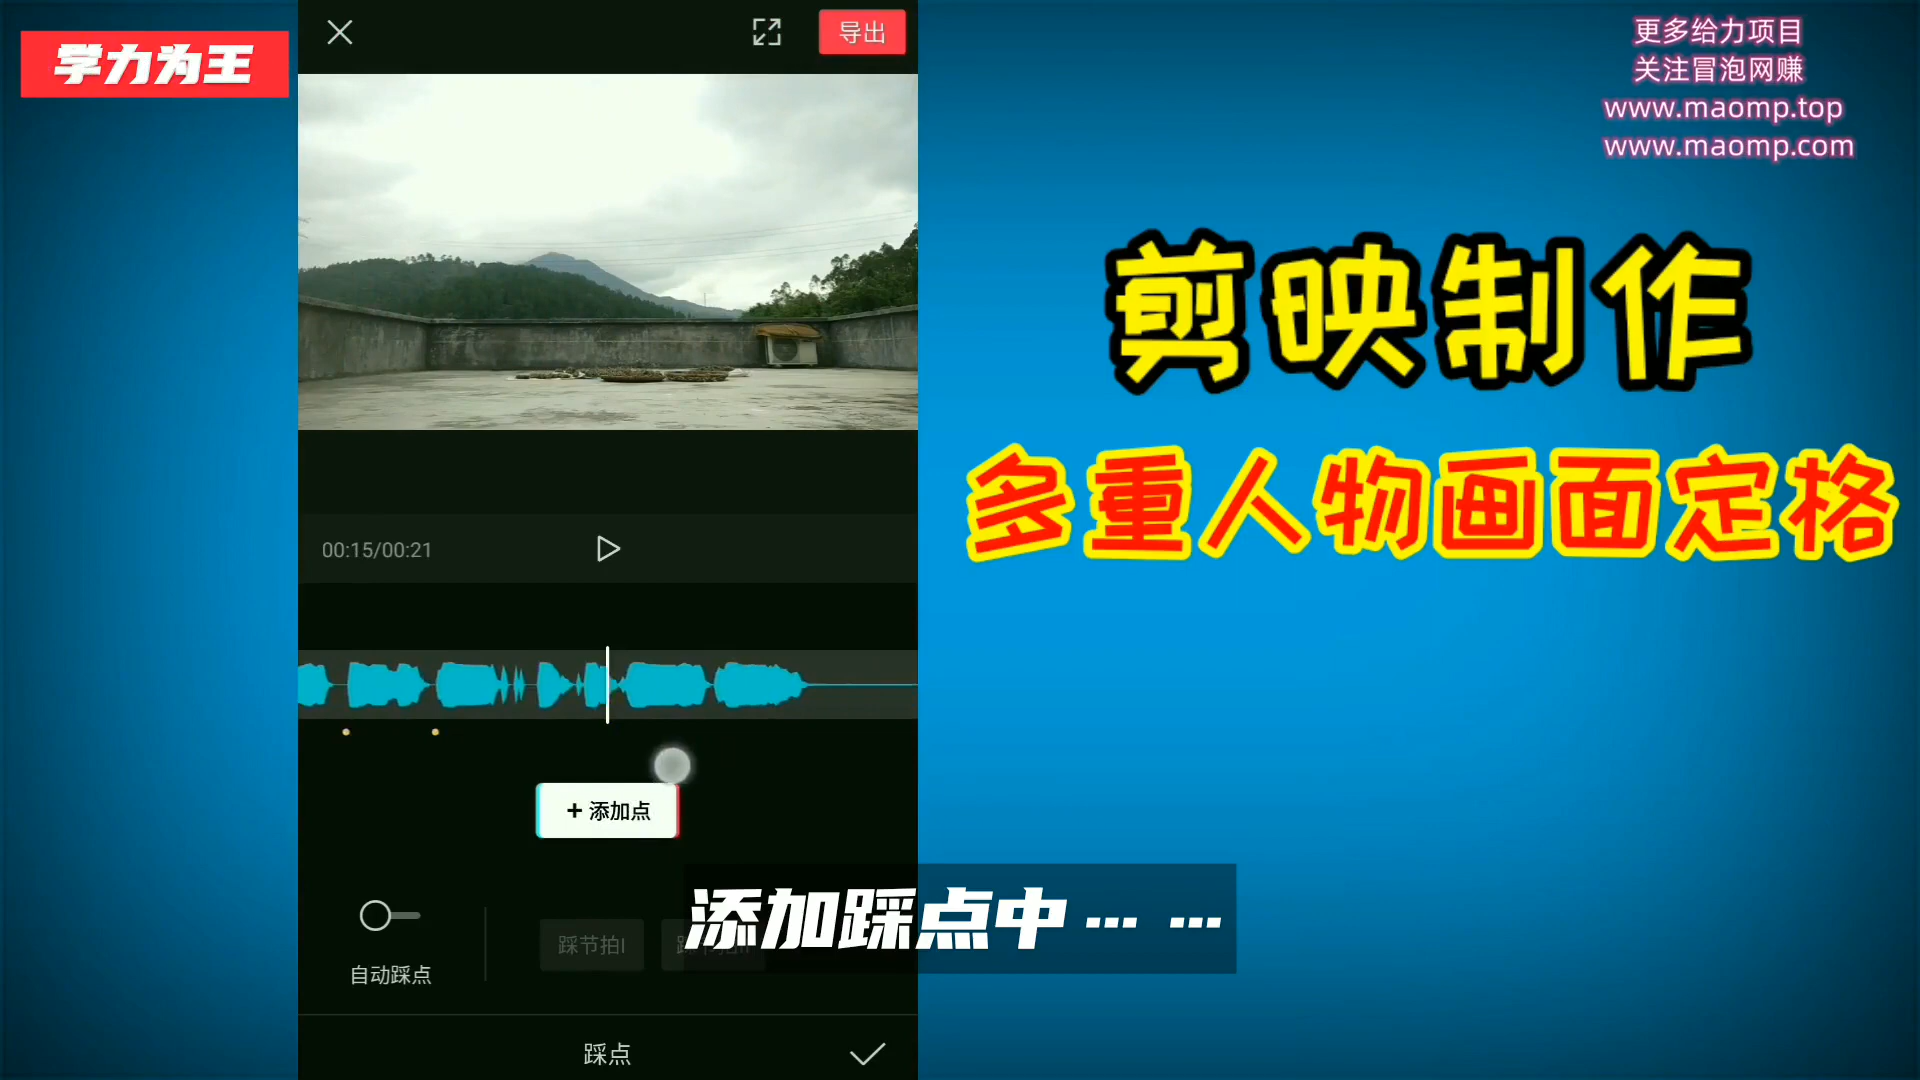 学力为王
导出
更多给力项目
关注冒泡网赚
www.maomp.top
www.maomp.com
剪映制作
多重人物画面定格
00:15/00:21
+ 添加点
添加踩点中… …
踩节拍I
自动踩点
踩点